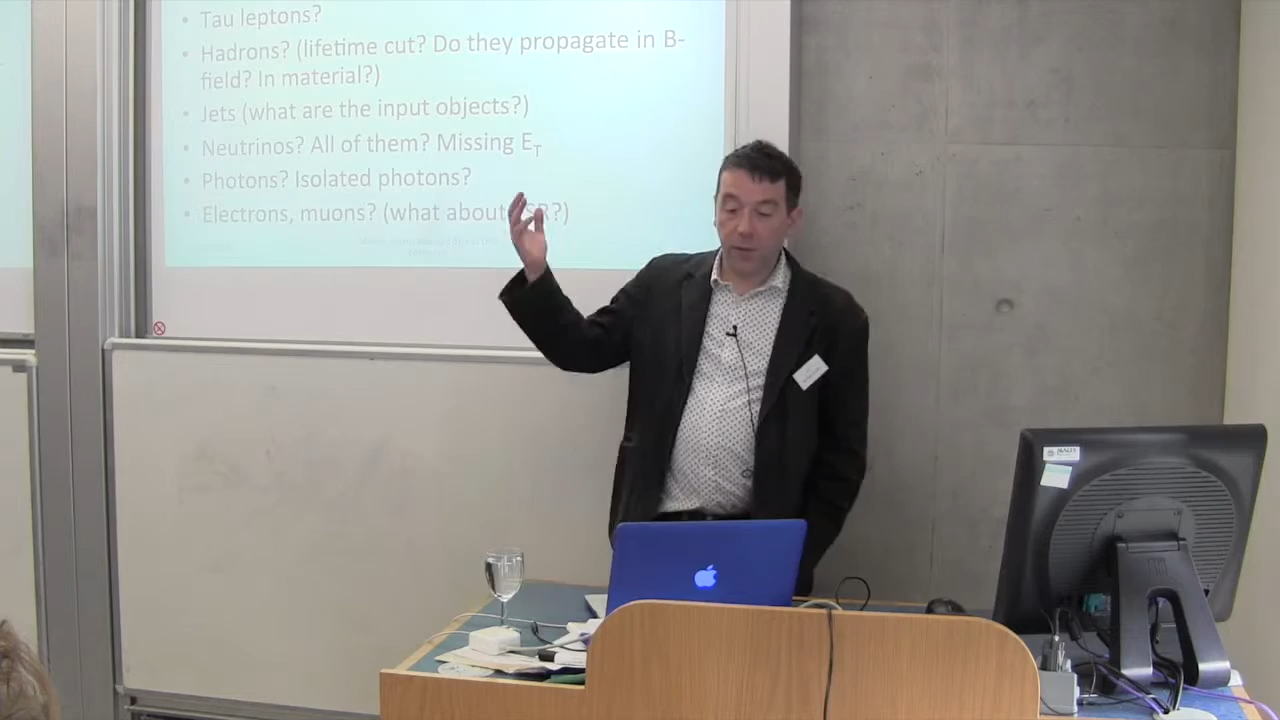 • Tau leptons?
• Hadrons? (lifetime cut? Do they propagate in B-
field? In material?)
• Jets (what are the input objects?)
• Neutrinos? All of them? Missing ET
• Photons? Isolated photons?
• Electrons, muons? (what about SR?)